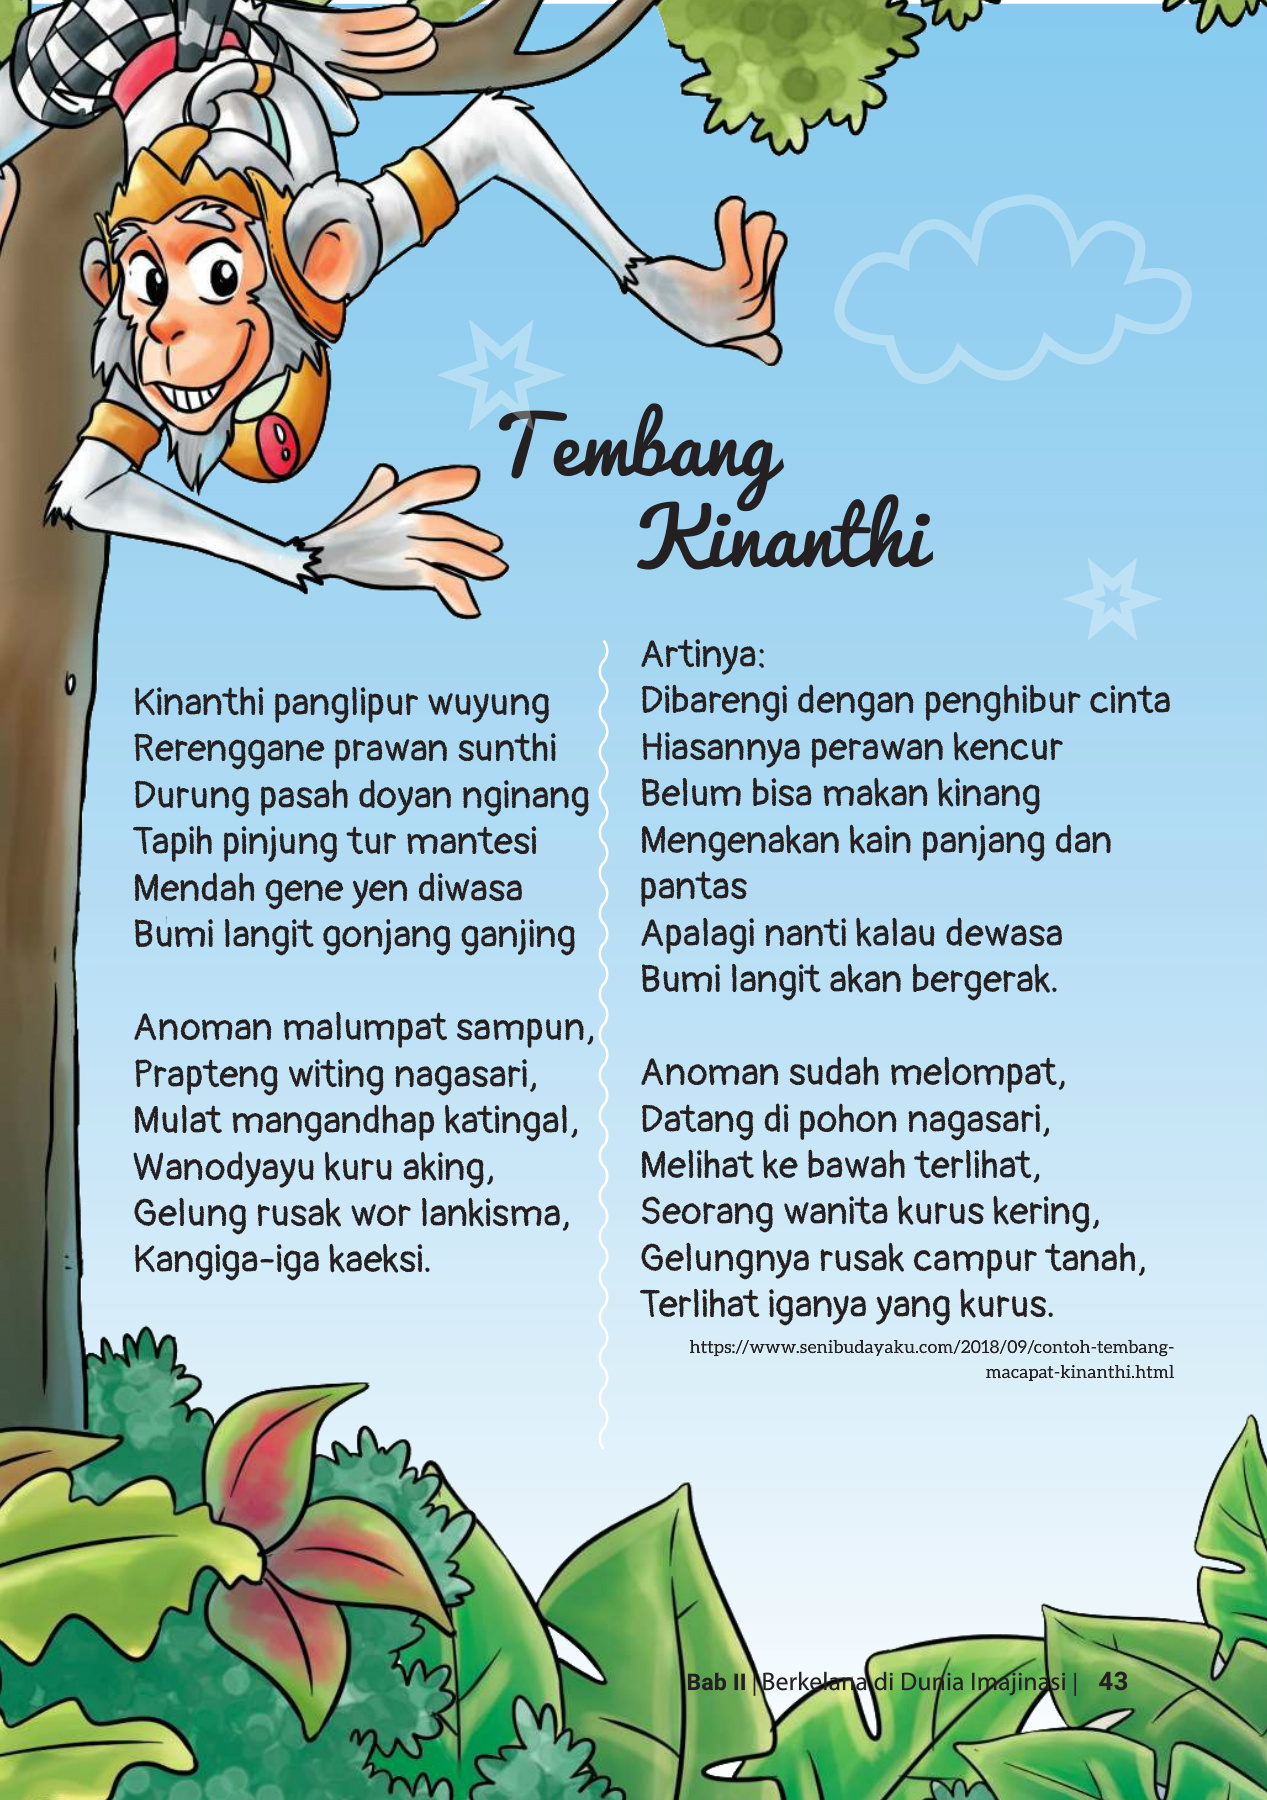 Tembang
Kinanthi
Kinanthi panglipur wuyung
Rerenggane prawan sunthi
Durung pasah doyan nginang
Tapih pinjung tur mantesi
Mendah gene yen diwasa
Bumi langit gonjang ganjing
Anoman malumpat sampun,
Prapteng witing nagasari,
Mulat mangandhap katingal,
Wanodyayu kuru aking,
Gelung rusak wor lankisma,
Kangiga-iga kaeksi.
Artinya:
Dibarengi dengan penghibur cinta
Hiasannya perawan kencur
Belum bisa makan kinang
Mengenakan kain panjang dan
pantas
Apalagi nanti kalau dewasa
Bumi langit akan bergerak.
Anoman sudah melompat,
Datang di pohon nagasari,
Melihat ke bawah terlihat,
Seorang wanita kurus kering,
Gelungnya rusak campur tanah,
Terlihat iganya yang kurus.
https://www.senibudayaku.com/2018/09/contoh-tembang-
macapat-kinanthi.html
Bab II | Berkelana di Dunia Imajinasi | 43